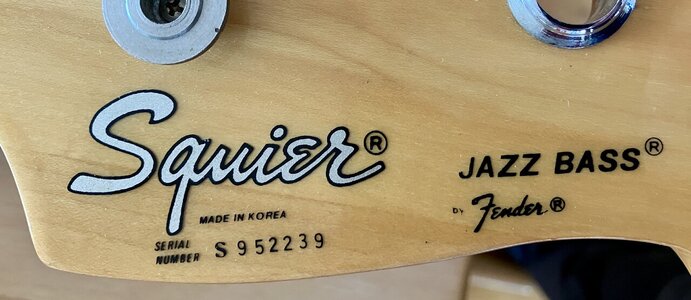 Squier®
JAZZ BASS®
BY Fender®
MADE IN KOREA
SERIAL
NUMBER S952239